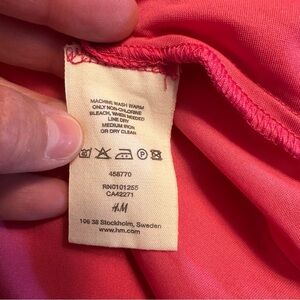 MACHINE WASH WARM
ONLY NON-CHLORINE
BLEACH, WHEN NEEDED
LINE DRY
MEDIUM IRON
OR DRY CLEAN
P
458770
RN0101255
CA42271
H&M
106 38 Stockholm, Sweden
www.hm.com